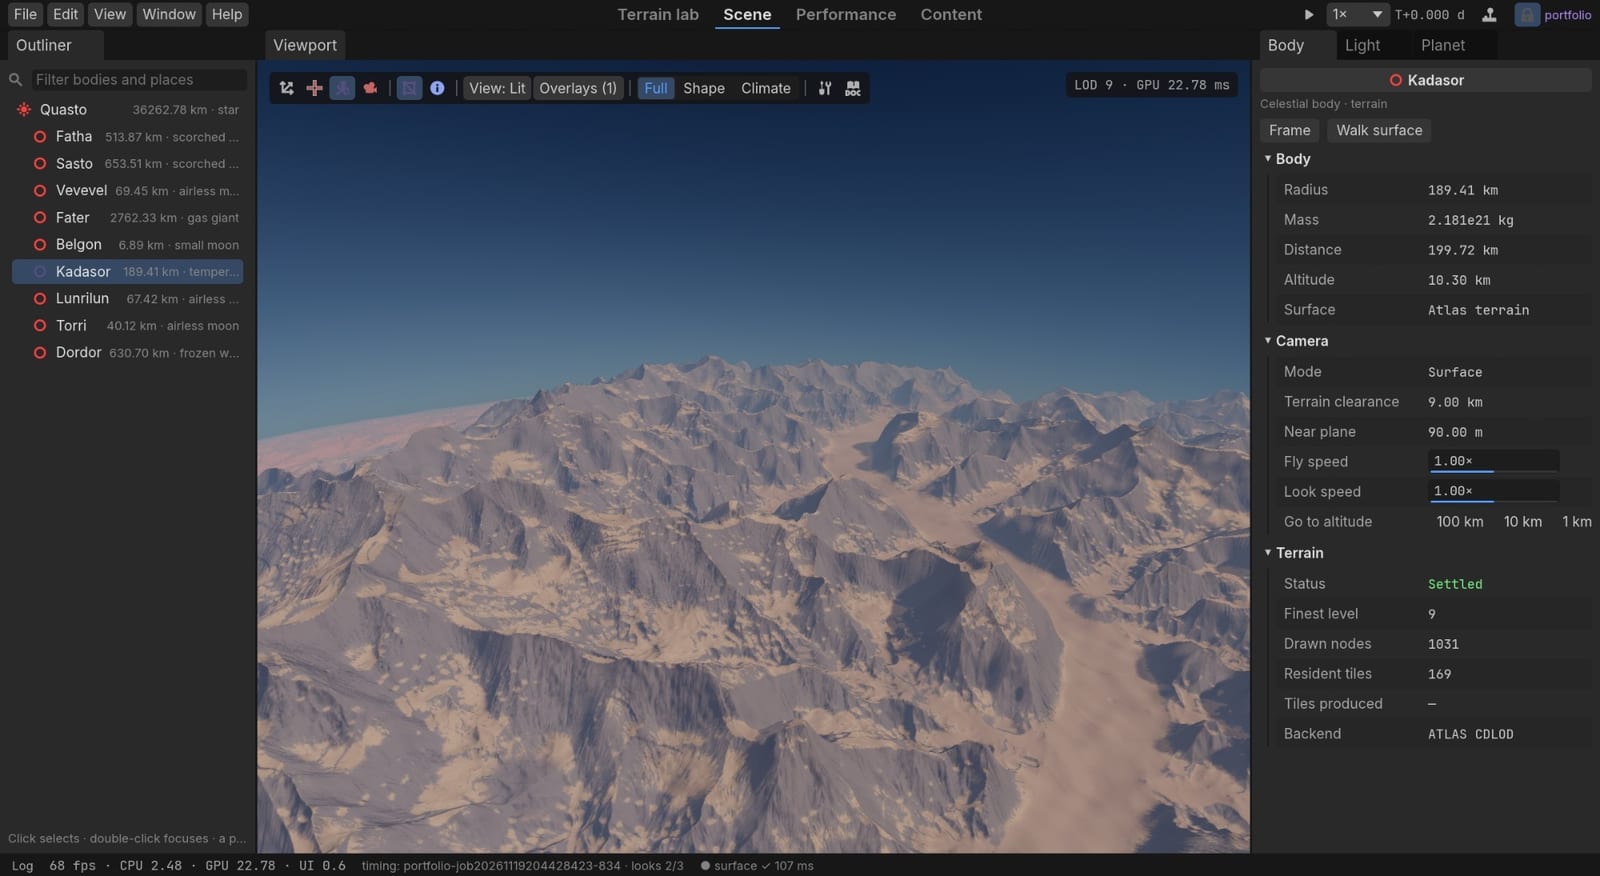 File Edit View Window Help Terrain lab Scene Performance Content 1× T+0.000 d portfolio
Outliner
Filter bodies and places
Quasto 36262.78 km · star
Fatha 513.87 km · scorched ...
Sasto 653.51 km · scorched ...
Vevevel 69.45 km · airless m...
Fater 2762.33 km · gas giant
Belgon 6.89 km · small moon
Kadasor 189.41 km · temper...
Lunrilun 67.42 km · airless ...
Torri 40.12 km · airless moon
Dordor 630.70 km · frozen w...
Click selects · double-click focuses · a p...
Viewport
View: Lit Overlays (1) Full Shape Climate DOC
LOD 9 · GPU 22.78 ms
Body Light Planet
Kadasor
Celestial body · terrain
Frame Walk surface
Body
Radius 189.41 km
Mass 2.181e21 kg
Distance 199.72 km
Altitude 10.30 km
Surface Atlas terrain
Camera
Mode Surface
Terrain clearance 9.00 km
Near plane 90.00 m
Fly speed 1.00×
Look speed 1.00×
Go to altitude 100 km 10 km 1 km
Terrain
Status Settled
Finest level 9
Drawn nodes 1031
Resident tiles 169
Tiles produced —
Backend ATLAS CDLOD
Log 68 fps · CPU 2.48 · GPU 22.78 · UI 0.6 timing: portfolio-job20261119204428423-834 · looks 2/3 ● surface ✓ 107 ms